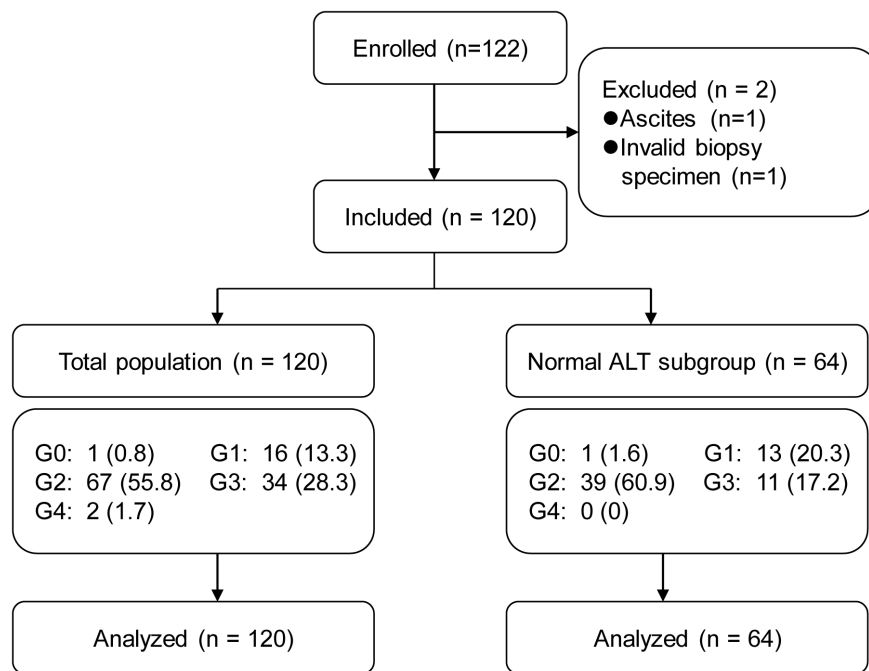 Enrolled (n=122)
Excluded (n = 2)
●Ascites (n=1)
●Invalid biopsy
specimen (n=1)
Included (n = 120)
Total population (n = 120)
Normal ALT subgroup (n = 64)
G0: 1 (0.8) G1: 16 (13.3)
G2: 67 (55.8) G3: 34 (28.3)
G4: 2 (1.7)
G0: 1 (1.6) G1: 13 (20.3)
G2: 39 (60.9) G3: 11 (17.2)
G4: 0 (0)
Analyzed (n = 120)
Analyzed (n = 64)